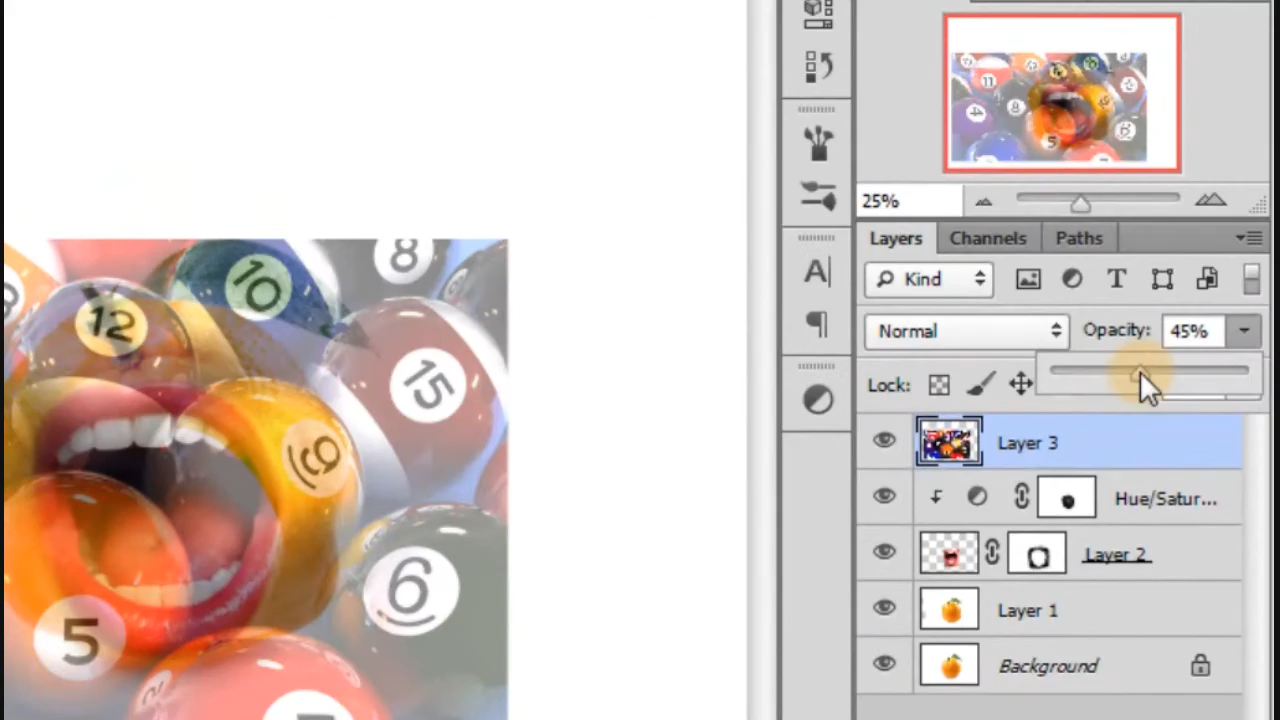 25%
Layers Channels Paths
Kind T
Normal Opacity: 45%
A
Lock:
Layer 3
Hue/Satur...
Layer 2
Layer 1
Background
8
10
12
15
9
6
5